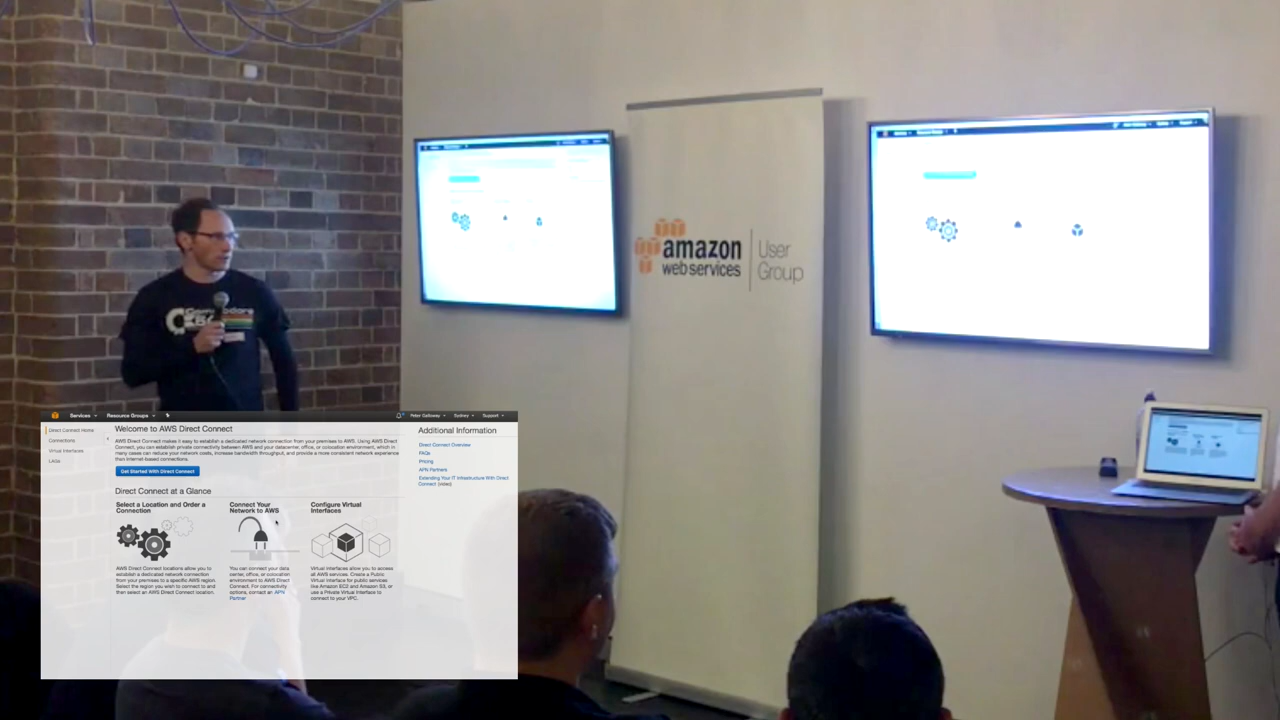 amazon
web services
User
Group
Services
Resource Groups
Peter Galloway
Sydney
Support
Direct Connect Home
Connections
Virtual Interfaces
FAQs
Welcome to AWS Direct Connect
AWS Direct Connect makes it easy to establish a dedicated network connection from your premises to AWS. Using AWS Direct
Connect, you can establish private connectivity between AWS and your datacenter, office, or colocation environment, which in
many cases can reduce your network costs, increase bandwidth throughput, and provide a more consistent network experience
than Internet-based connections.
Get Started With Direct Connect
Direct Connect at a Glance
Select a Location and Order a
Connection
AWS Direct Connect locations allow you to
establish a dedicated network connection
from your premises to a specific AWS region.
Select the region you wish to connect to and
then select an AWS Direct Connect location.
Connect Your
Network to AWS
You can connect your data
center, office, or colocation
environment to AWS Direct
Connect. For connectivity
options, contact an APN
Partner
Configure Virtual
Interfaces
Virtual interfaces allow you to access
all AWS services. Create a Public
Virtual Interface for public services
like Amazon EC2 and Amazon S3, or
use a Private Virtual Interface to
connect to your VPC.
Additional Information
Direct Connect Overview
FAQs
Pricing
APN Partners
Extending Your IT Infrastructure With Direct
Connect (video)